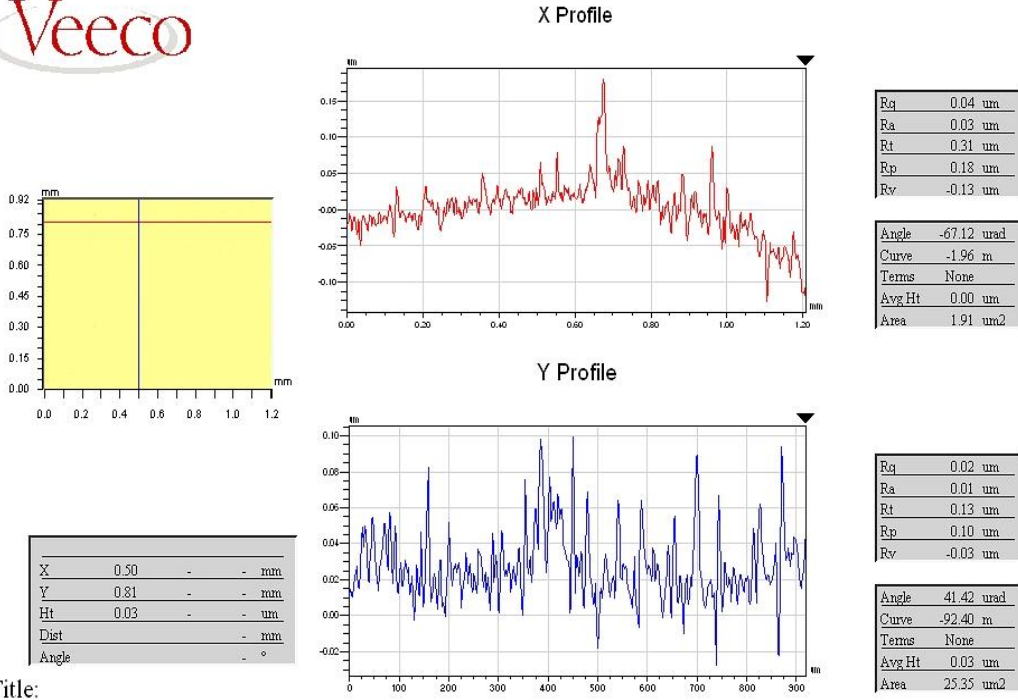 Veeco
X Profile
um
0.15
0.10
0.05
-0.00
-0.05
-0.10
mm
0.00 0.20 0.40 0.60 0.80 1.00 1.20
Rq 0.04 um
Ra 0.03 um
Rt 0.31 um
Rp 0.18 um
Rv -0.13 um
Angle -67.12 urad
Curve -1.96 m
Terms None
Avg Ht 0.00 um
Area 1.91 um2
mm
0.92
0.75
0.60
0.45
0.30
0.15
0.00
mm
0.0 0.2 0.4 0.6 0.8 1.0 1.2
Y Profile
um
0.10
0.08
0.06
0.04
0.02
0.00
-0.02
um
0 100 200 300 400 500 600 700 800 900
Rq 0.02 um
Ra 0.01 um
Rt 0.13 um
Rp 0.10 um
Rv -0.03 um
Angle 41.42 urad
Curve -92.40 m
Terms None
Avg Ht 0.03 um
Area 25.35 um2
X 0.50 - - mm
Y 0.81 - - mm
Ht 0.03 - - um
Dist - mm
Angle - °
Title: